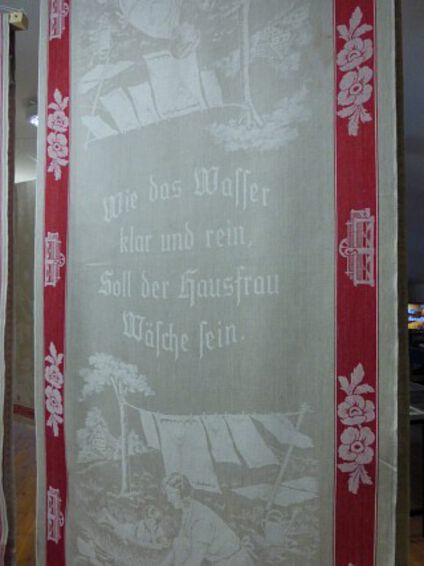 Wie das Waſſer
klar und rein,
Soll der Hausfrau
Wäſche ſein.